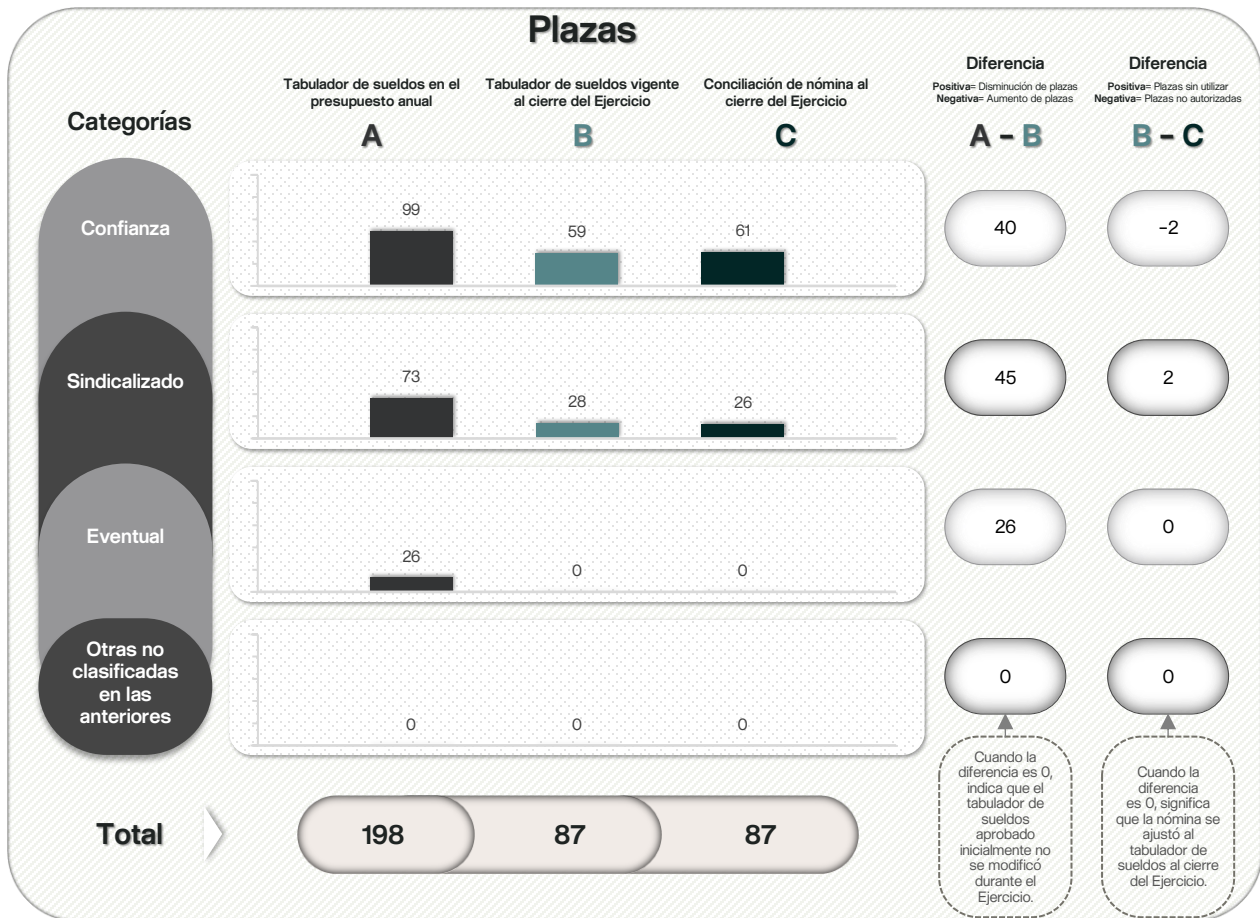 Plazas
Categorías
Tabulador de sueldos en el
presupuesto anual
A
Tabulador de sueldos vigente
al cierre del Ejercicio
B
Conciliación de nómina al
cierre del Ejercicio
C
Diferencia
Positiva= Disminución de plazas
Negativa= Aumento de plazas
A - B
Diferencia
Positiva= Plazas sin utilizar
Negativa= Plazas no autorizadas
B - C
Confianza
99
59
61
40
-2
Sindicalizado
73
28
26
45
2
Eventual
26
0
0
26
0
Otras no
clasificadas
en las
anteriores
0
0
0
0
0
Cuando la
diferencia es 0,
indica que el
tabulador de
sueldos
aprobado
inicialmente no
se modificó
durante el
Ejercicio.
Cuando la
diferencia
es 0, significa
que la nómina se
ajustó al
tabulador de
sueldos al cierre
del Ejercicio.
Total
198
87
87